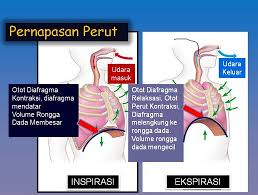 Pernapasan Perut
Udara
masuk
Udara
Keluar
Otot Diafragma
Kontraksi, diafragma
mendatar
Volume Rongga
Dada Membesar
Otot Diafragma
Relaksasi, Otot
Perut Kontraksi,
Diafragma
melengkung ke
rongga dada.
Volume rongga
dada mengecil
INSPIRASI
EKSPIRASI